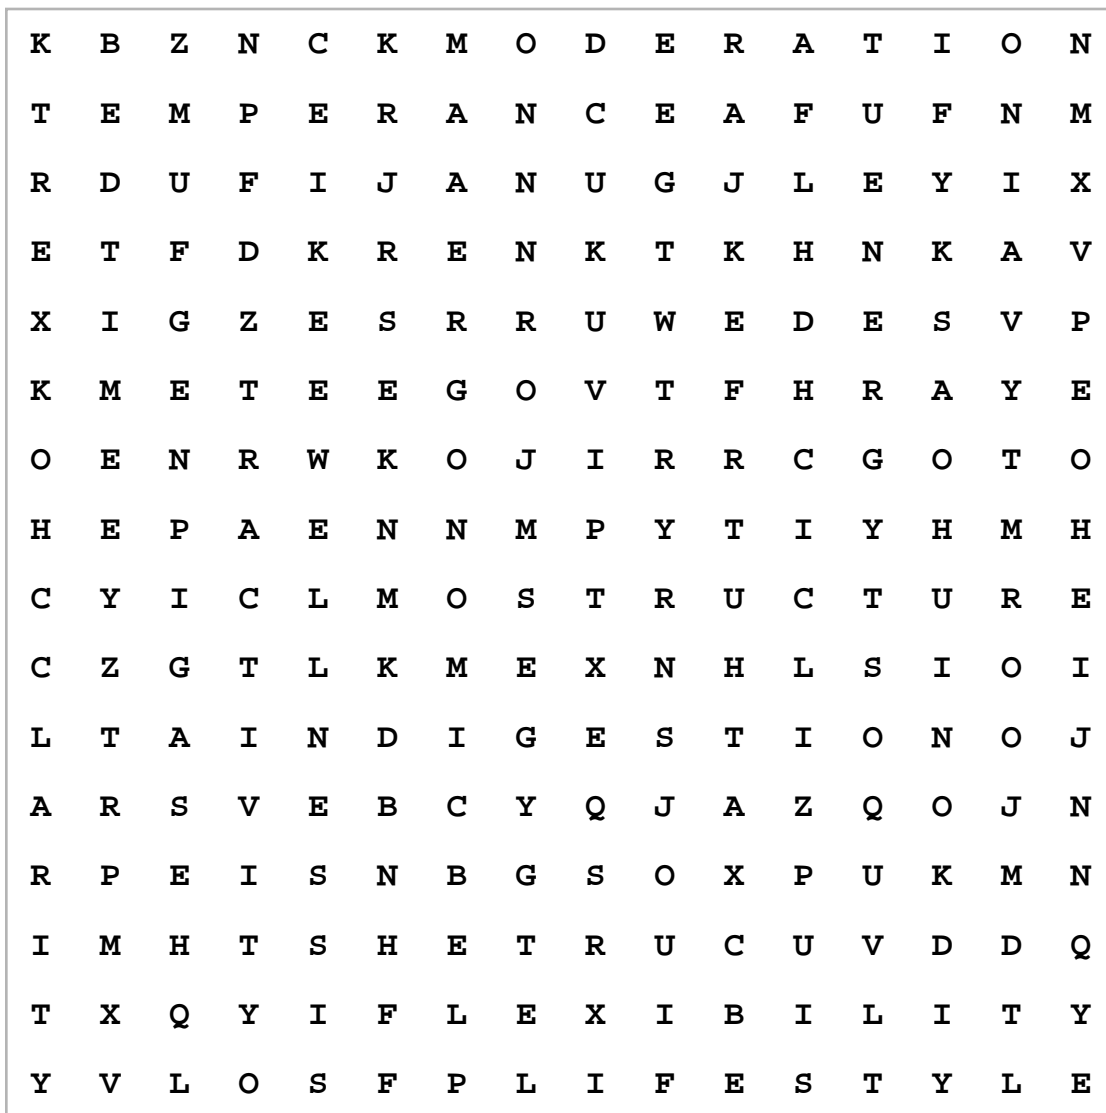 K B Z N C K M O D E R A T I O N
T E M P E R A N C E A F U F N M
R D U F I J A N U G J L E Y I X
E T F D K R E N K T K H N K A V
X I G Z E S R R U W E D E S V P
K M E T E E G O V T F H R A Y E
O E N R W K O J I R R C G O T O
H E P A E N N M P Y T I Y H M H
C Y I C L M O S T R U C T U R E
C Z G T L K M E X N H L S I O I
L T A I N D I G E S T I O N O J
A R S V E B C Y Q J A Z Q O J N
R P E I S N B G S O X P U K M N
I M H T S H E T R U C U V D D Q
T X Q Y I F L E X I B I L I T Y
Y V L O S F P L I F E S T Y L E